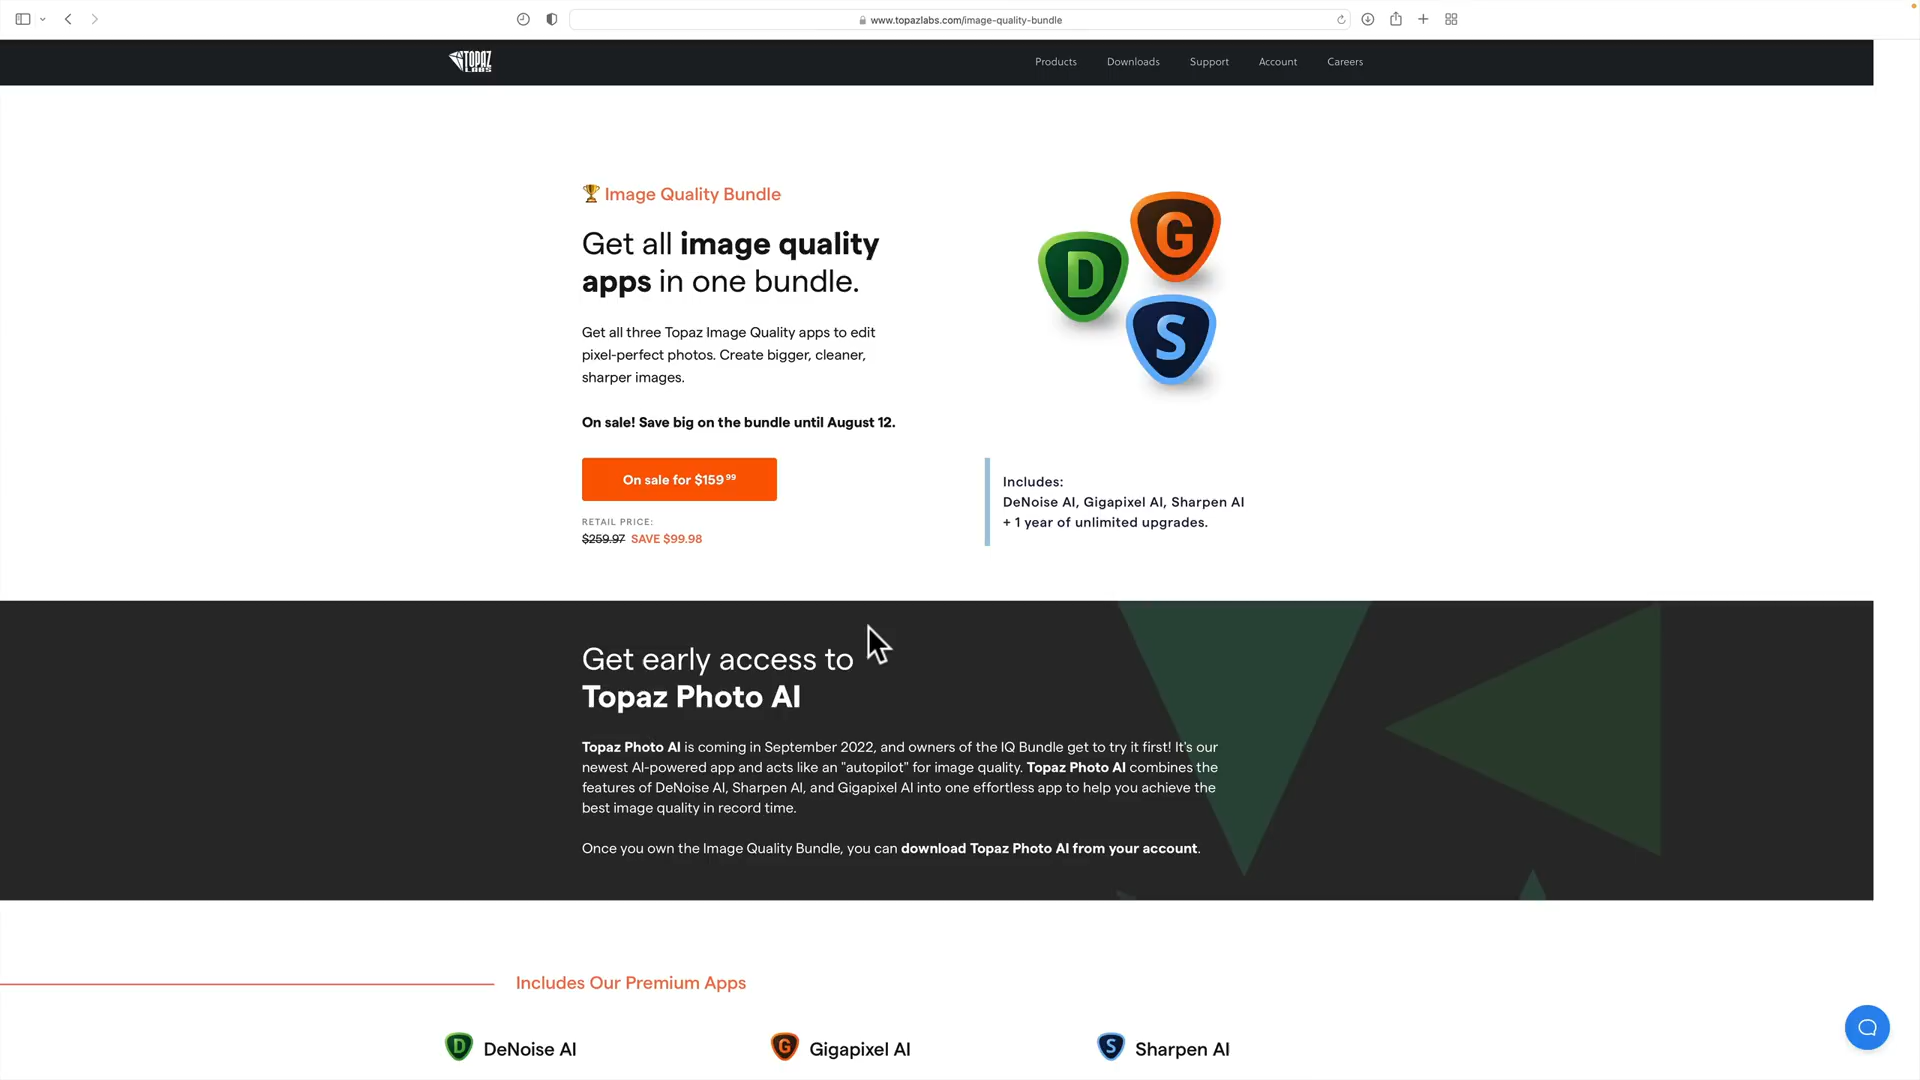 www.topazlabs.com/image-quality-bundle
TOPAZ
LABS
Products
Downloads
Support
Account
Careers
🏆 Image Quality Bundle
Get all image quality
apps in one bundle.
Get all three Topaz Image Quality apps to edit
pixel-perfect photos. Create bigger, cleaner,
sharper images.
On sale! Save big on the bundle until August 12.
On sale for $159 99
RETAIL PRICE:
$259.97 SAVE $99.98
G
D
S
Includes:
DeNoise AI, Gigapixel AI, Sharpen AI
+ 1 year of unlimited upgrades.
Get early access to
Topaz Photo AI
Topaz Photo AI is coming in September 2022, and owners of the IQ Bundle get to try it first! It's our
newest AI-powered app and acts like an "autopilot" for image quality. Topaz Photo AI combines the
features of DeNoise AI, Sharpen AI, and Gigapixel AI into one effortless app to help you achieve the
best image quality in record time.
Once you own the Image Quality Bundle, you can download Topaz Photo AI from your account.
Includes Our Premium Apps
D DeNoise AI
G Gigapixel AI
S Sharpen AI